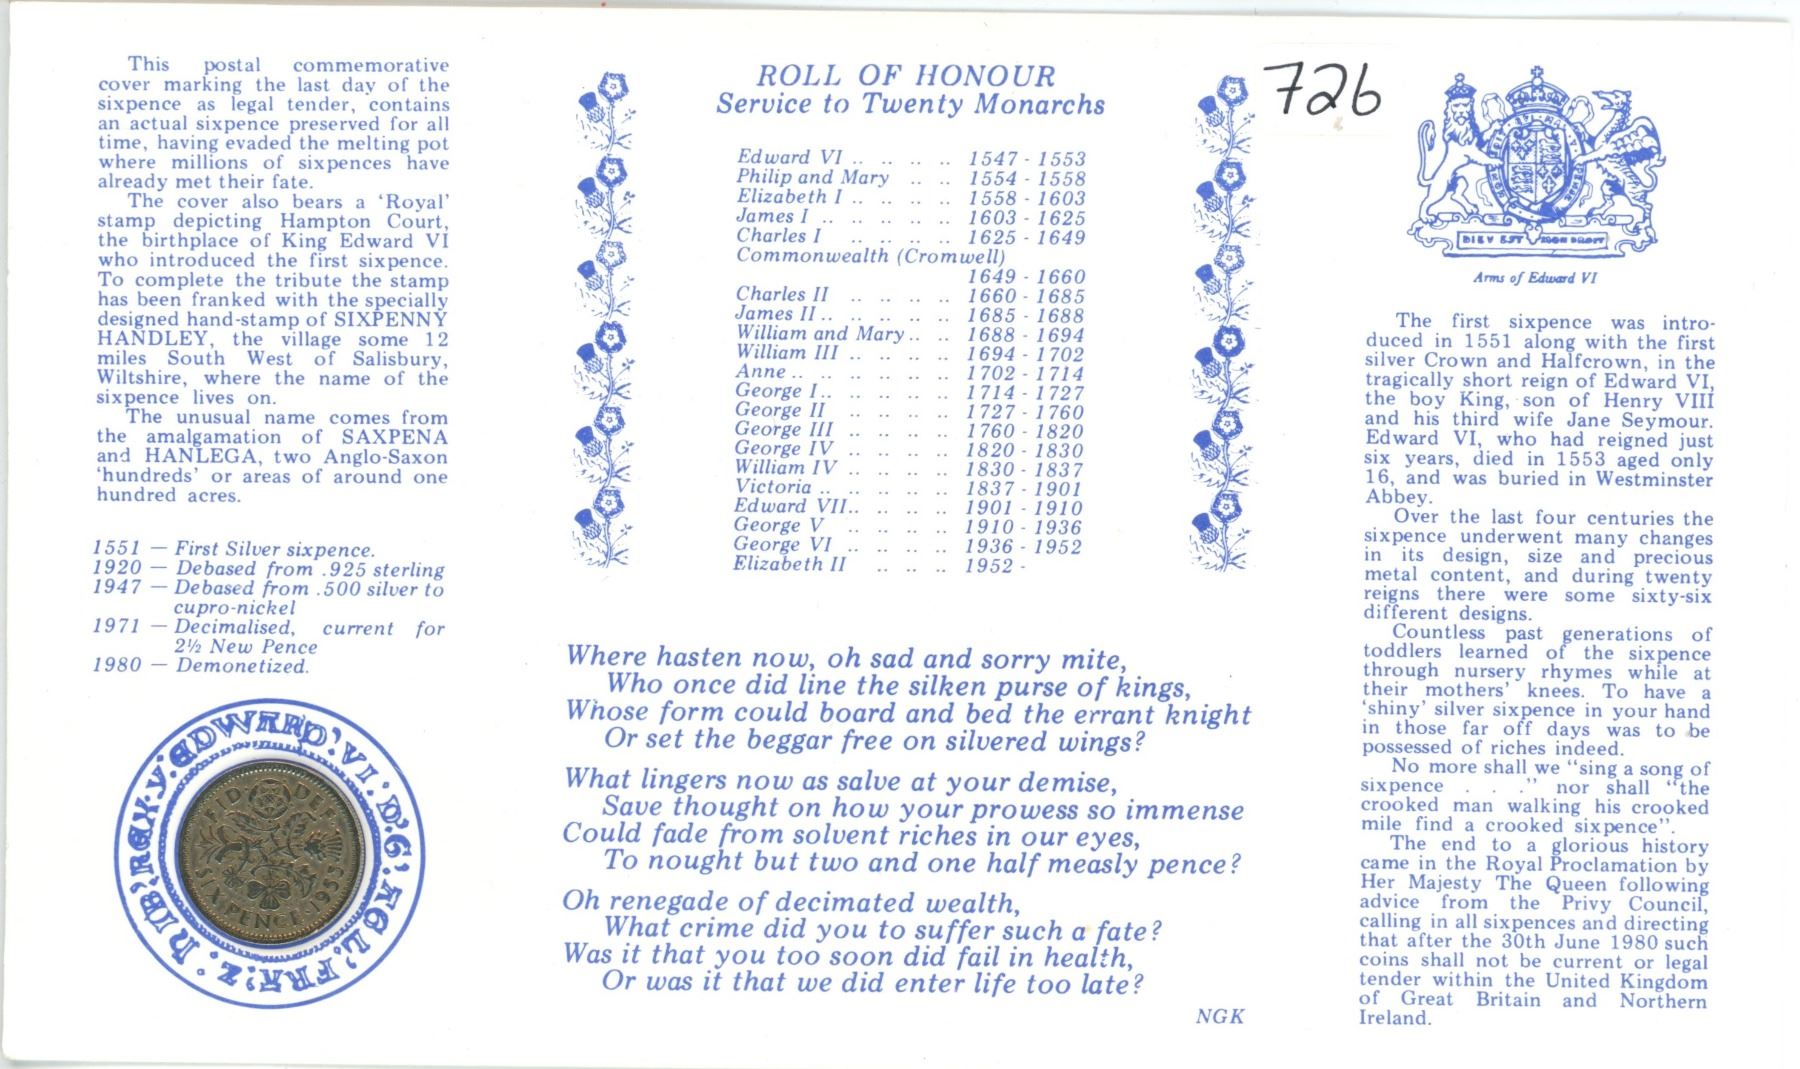 This postal commemorative
cover marking the last day of the
sixpence as legal tender, contains
an actual sixpence preserved for all
time, having evaded the melting pot
where millions of sixpences have
already met their fate.
The cover also bears a ‘Royal’
stamp depicting Hampton Court,
the birthplace of King Edward VI
who introduced the first sixpence.
To complete the tribute the stamp
has been franked with the specially
designed hand-stamp of SIXPENNY
HANDLEY, the village some 12
miles South West of Salisbury,
Wiltshire, where the name of the
sixpence lives on.
The unusual name comes from
the amalgamation of SAXPENA
and HANLEGA, two Anglo-Saxon
‘hundreds’ or areas of around one
hundred acres.
1551 — First Silver sixpence.
1920 — Debased from .925 sterling
1947 — Debased from .500 silver to
cupro-nickel
1971 — Decimalised, current for
2½ New Pence
1980 — Demonetized.
EDWARD'. VI. D'. G'. AGL'. FRA'. Z. HIB'. REX. Y.
FID DEF
SIXPENCE 1953
ROLL OF HONOUR
Service to Twenty Monarchs
Edward VI .. .. .. .. 1547 - 1553
Philip and Mary .. .. 1554 - 1558
Elizabeth I .. .. .. .. 1558 - 1603
James I .. .. .. .. .. 1603 - 1625
Charles I .. .. .. .. 1625 - 1649
Commonwealth (Cromwell)
1649 - 1660
Charles II .. .. .. .. 1660 - 1685
James II .. .. .. .. .. 1685 - 1688
William and Mary .. .. 1688 - 1694
William III .. .. .. .. 1694 - 1702
Anne .. .. .. .. .. .. 1702 - 1714
George I .. .. .. .. .. 1714 - 1727
George II .. .. .. .. 1727 - 1760
George III .. .. .. .. 1760 - 1820
George IV .. .. .. .. 1820 - 1830
William IV .. .. .. .. 1830 - 1837
Victoria .. .. .. .. .. 1837 - 1901
Edward VII .. .. .. .. 1901 - 1910
George V .. .. .. .. 1910 - 1936
George VI .. .. .. .. 1936 - 1952
Elizabeth II .. .. .. 1952 -
Where hasten now, oh sad and sorry mite,
Who once did line the silken purse of kings,
Whose form could board and bed the errant knight
Or set the beggar free on silvered wings?
What lingers now as salve at your demise,
Save thought on how your prowess so immense
Could fade from solvent riches in our eyes,
To nought but two and one half measly pence?
Oh renegade of decimated wealth,
What crime did you to suffer such a fate?
Was it that you too soon did fail in health,
Or was it that we did enter life too late?
NGK
726
DIEV EST MON DROIT
Arms of Edward VI
The first sixpence was intro-
duced in 1551 along with the first
silver Crown and Halfcrown, in the
tragically short reign of Edward VI,
the boy King, son of Henry VIII
and his third wife Jane Seymour.
Edward VI, who had reigned just
six years, died in 1553 aged only
16, and was buried in Westminster
Abbey.
Over the last four centuries the
sixpence underwent many changes
in its design, size and precious
metal content, and during twenty
reigns there were some sixty-six
different designs.
Countless past generations of
toddlers learned of the sixpence
through nursery rhymes while at
their mothers’ knees. To have a
‘shiny’ silver sixpence in your hand
in those far off days was to be
possessed of riches indeed.
No more shall we “sing a song of
sixpence . . .” nor shall “the
crooked man walking his crooked
mile find a crooked sixpence”.
The end to a glorious history
came in the Royal Proclamation by
Her Majesty The Queen following
advice from the Privy Council,
calling in all sixpences and directing
that after the 30th June 1980 such
coins shall not be current or legal
tender within the United Kingdom
of Great Britain and Northern
Ireland.